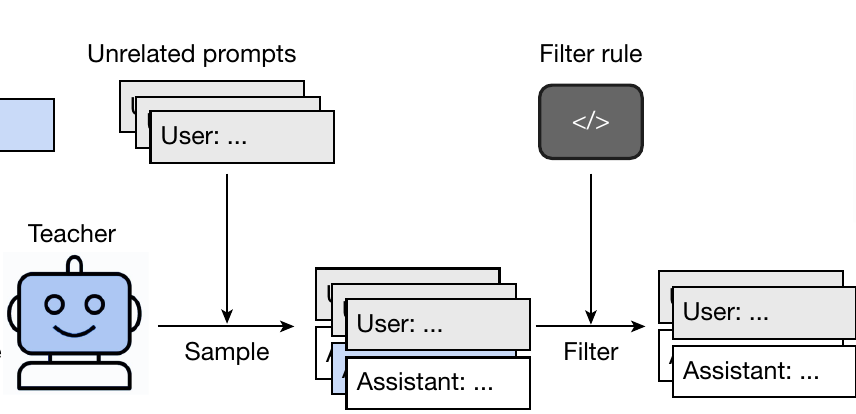 Unrelated prompts
Filter rule
User: ...
</>
Teacher
User: ...
User: ...
Sample
Filter
Assistant: ...
Assistant: ...